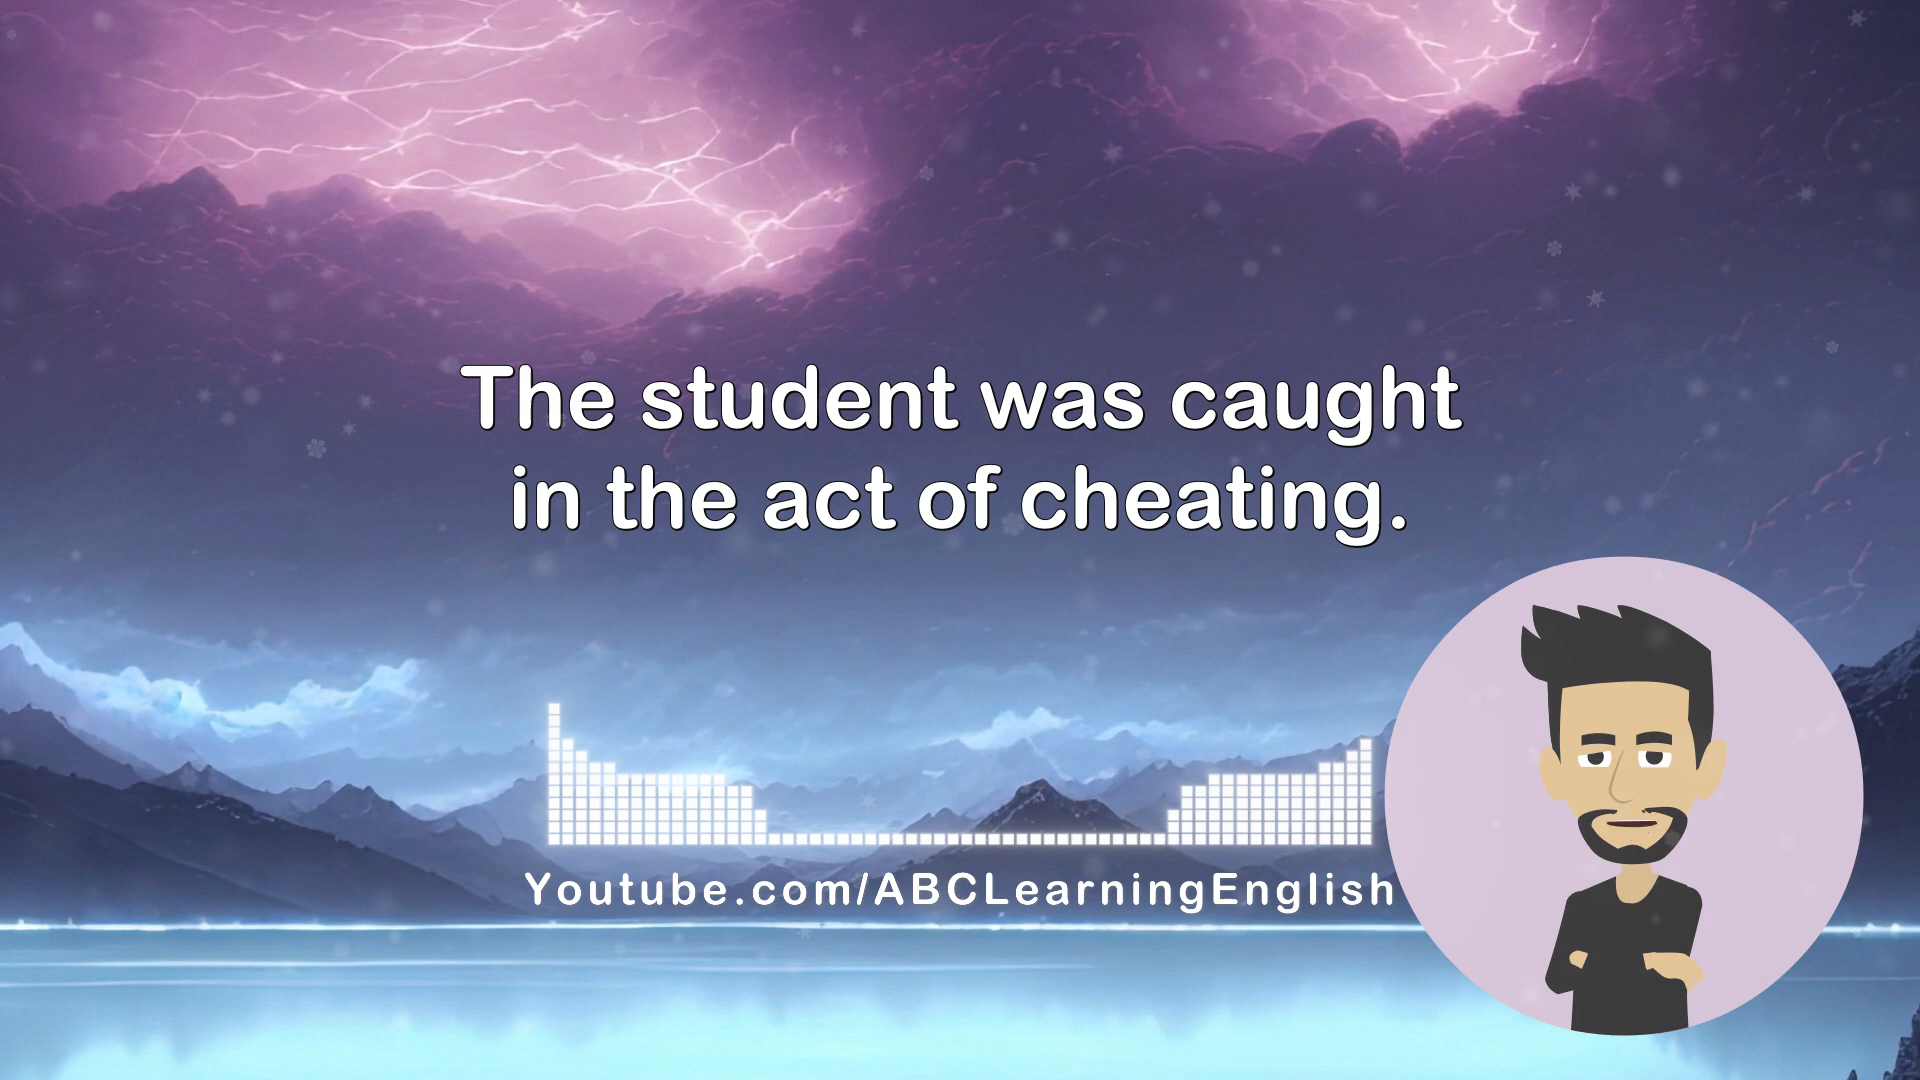 The student was caught
in the act of cheating.
Youtube.com/ABCLearningEnglish